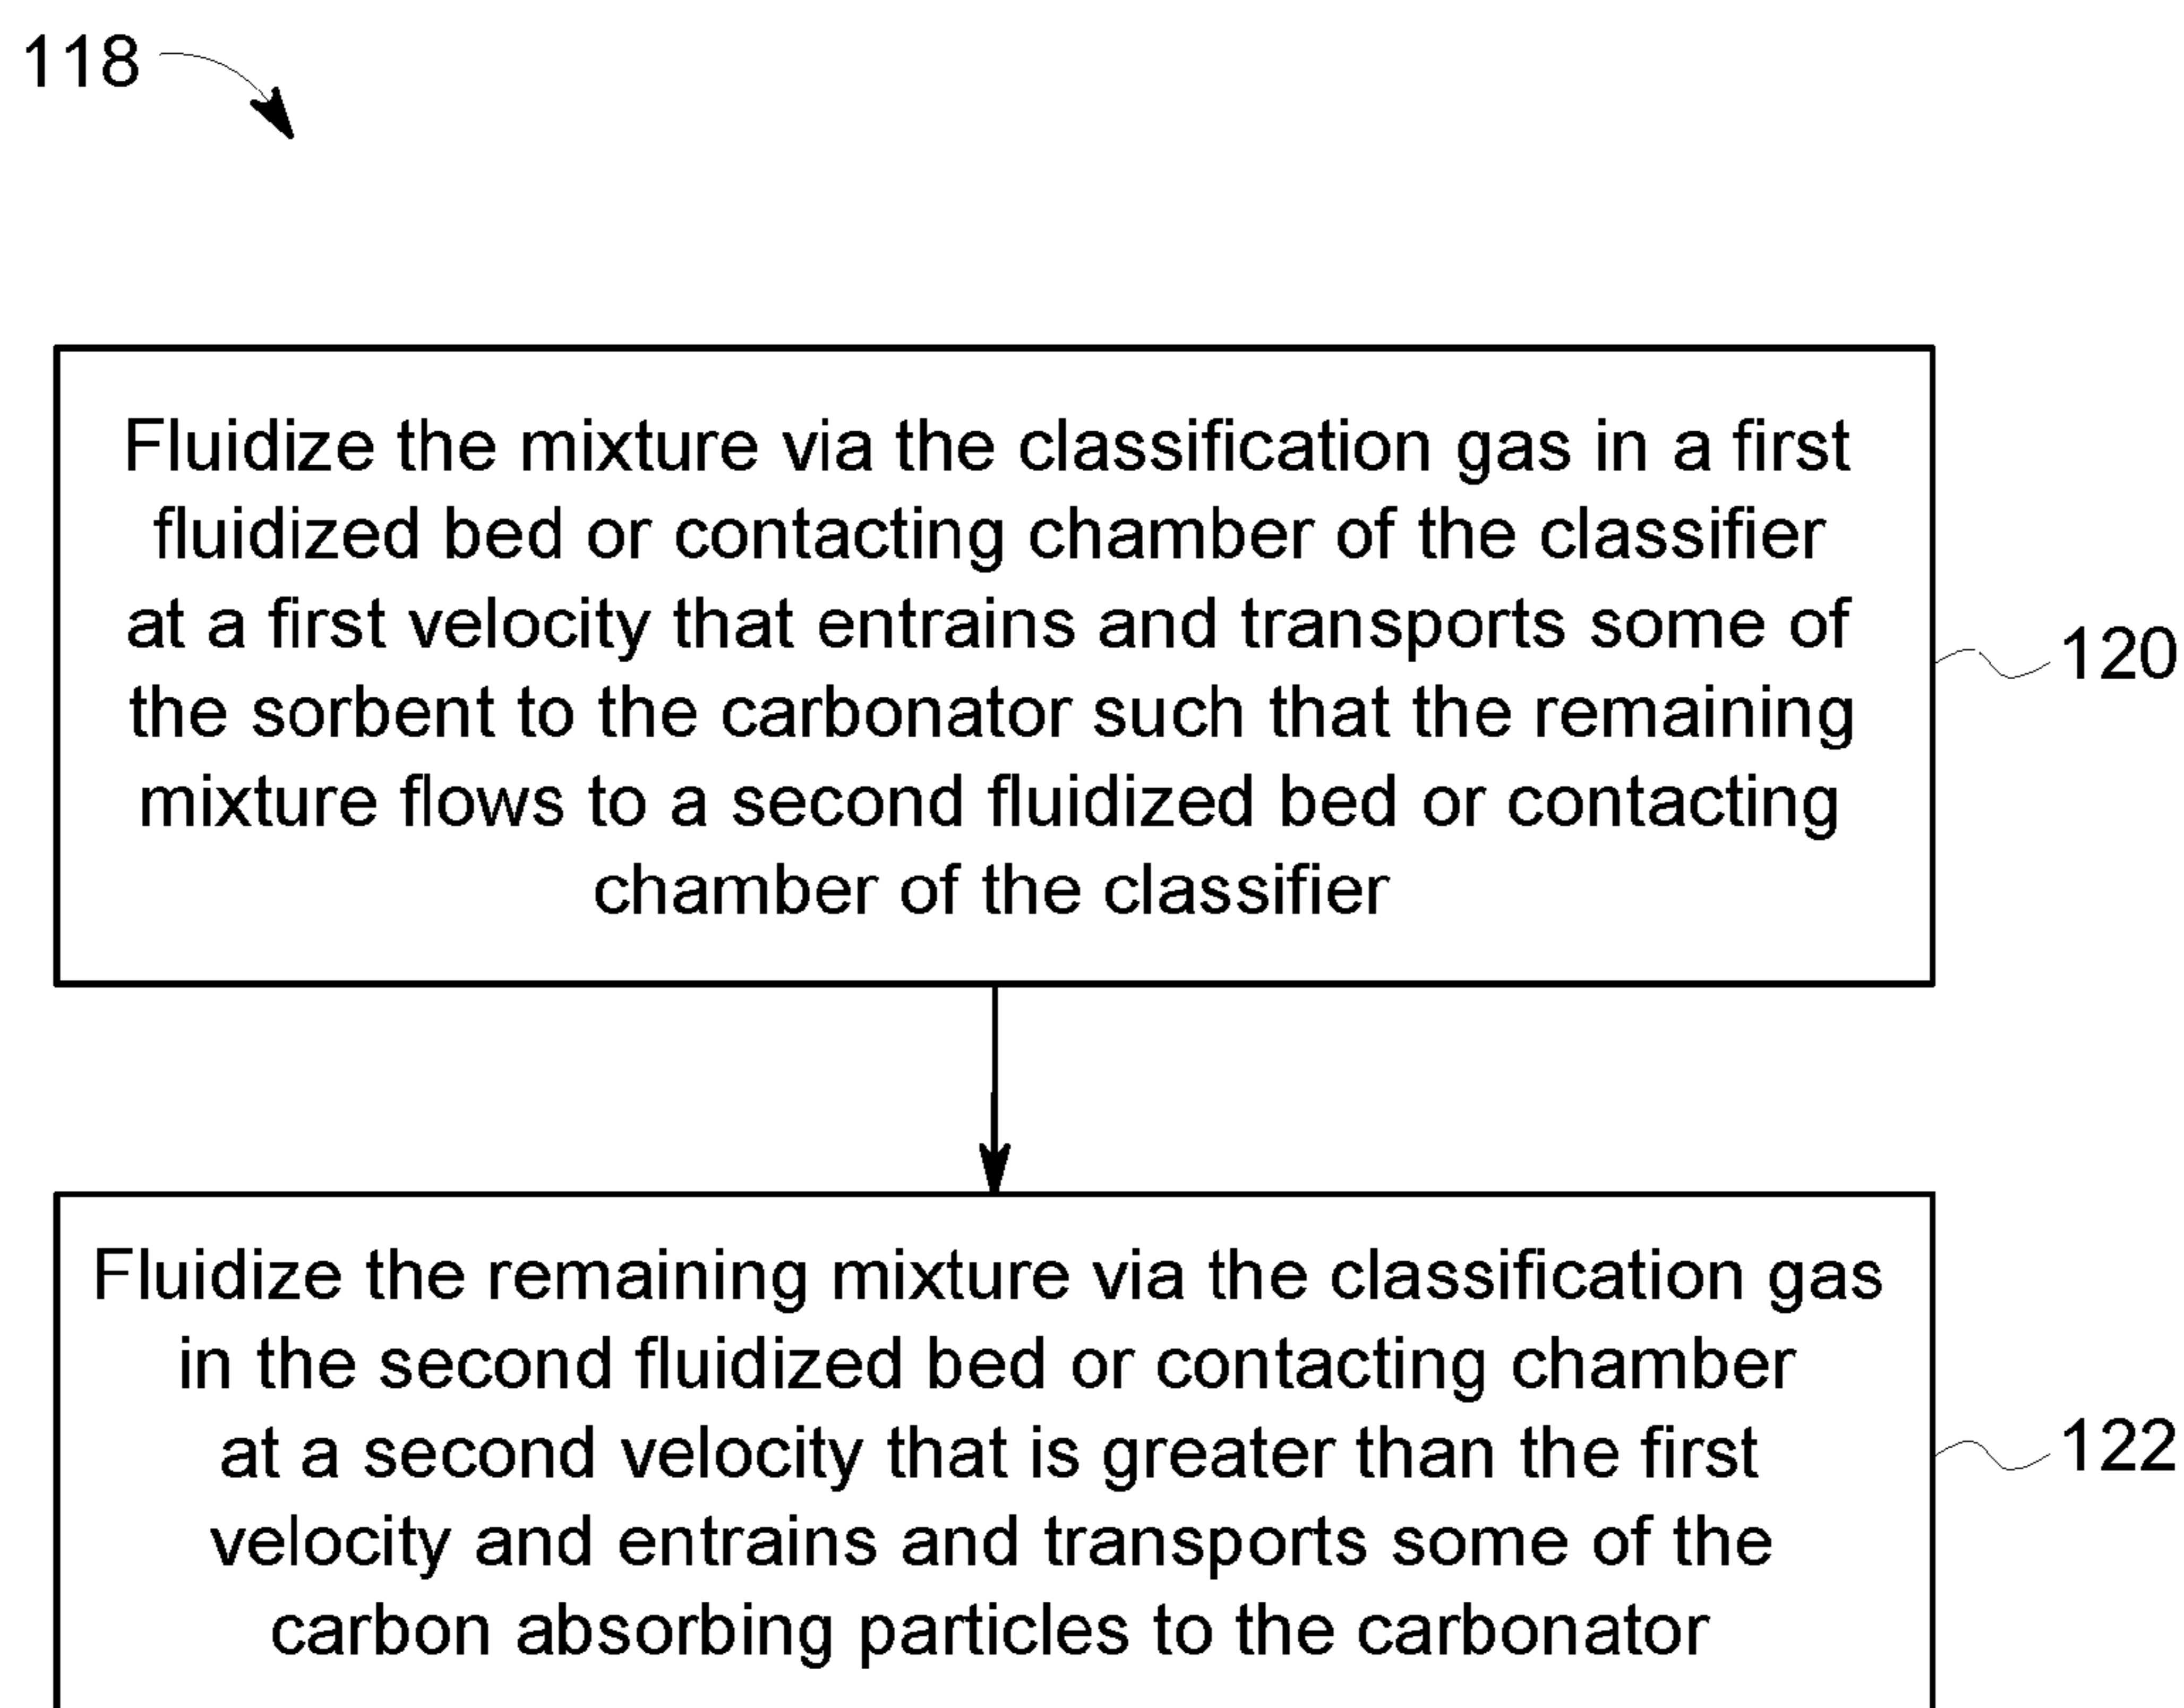 118
Fluidize the mixture via the classification gas in a first
fluidized bed or contacting chamber of the classifier
at a first velocity that entrains and transports some of
the sorbent to the carbonator such that the remaining
mixture flows to a second fluidized bed or contacting
chamber of the classifier
120
Fluidize the remaining mixture via the classification gas
in the second fluidized bed or contacting chamber
at a second velocity that is greater than the first
velocity and entrains and transports some of the
carbon absorbing particles to the carbonator
122